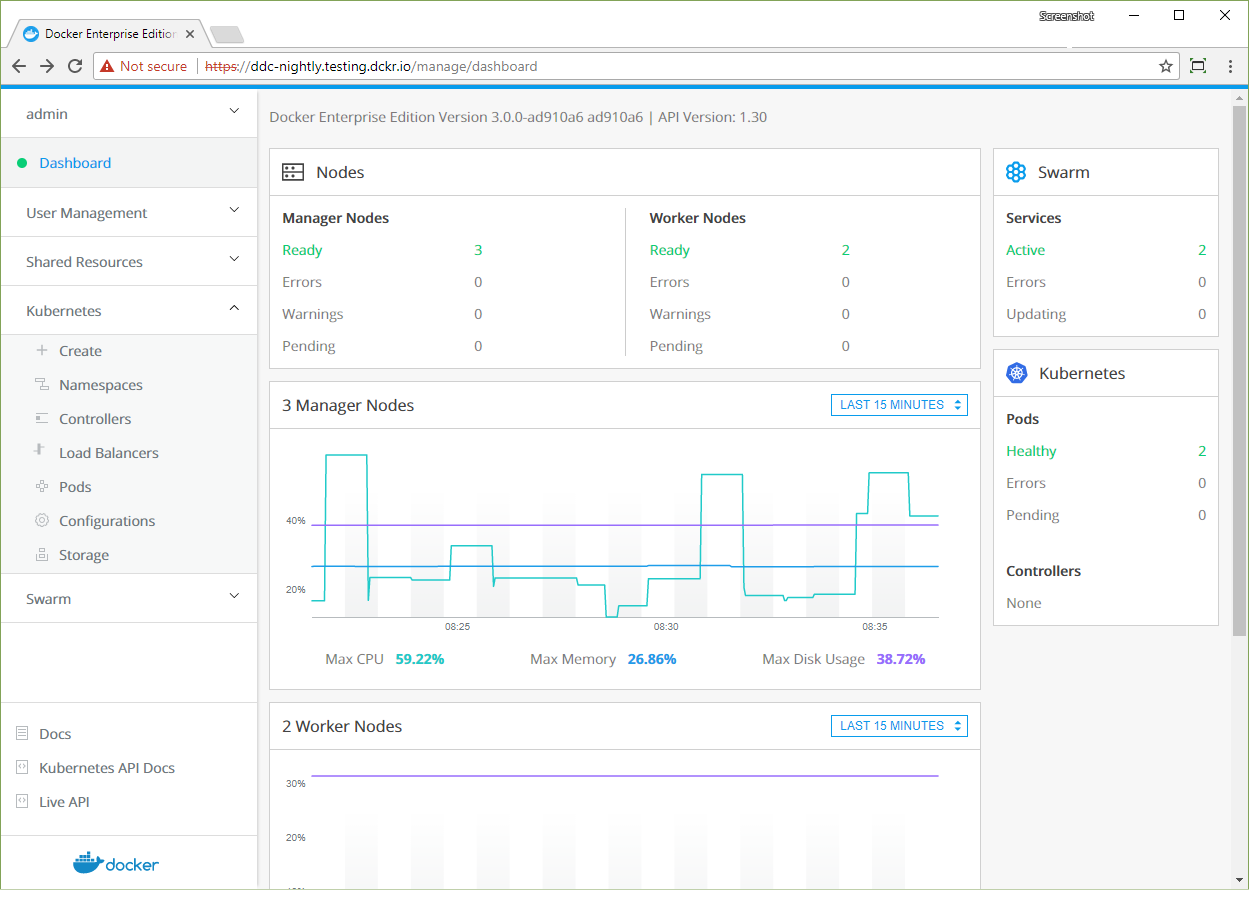 Screenshot
Docker Enterprise Edition
Not secure https://ddc-nightly.testing.dckr.io/manage/dashboard
admin
Dashboard
User Management
Shared Resources
Kubernetes
Create
Namespaces
Controllers
Load Balancers
Pods
Configurations
Storage
Swarm
Docs
Kubernetes API Docs
Live API
docker
Docker Enterprise Edition Version 3.0.0-ad910a6 ad910a6 | API Version: 1.30
Nodes
Manager Nodes
Ready 3
Errors 0
Warnings 0
Pending 0
Worker Nodes
Ready 2
Errors 0
Warnings 0
Pending 0
3 Manager Nodes
LAST 15 MINUTES
40%
20%
08:25 08:30 08:35
Max CPU 59.22% Max Memory 26.86% Max Disk Usage 38.72%
2 Worker Nodes
LAST 15 MINUTES
30%
20%
Swarm
Services
Active 2
Errors 0
Updating 0
Kubernetes
Pods
Healthy 2
Errors 0
Pending 0
Controllers
None